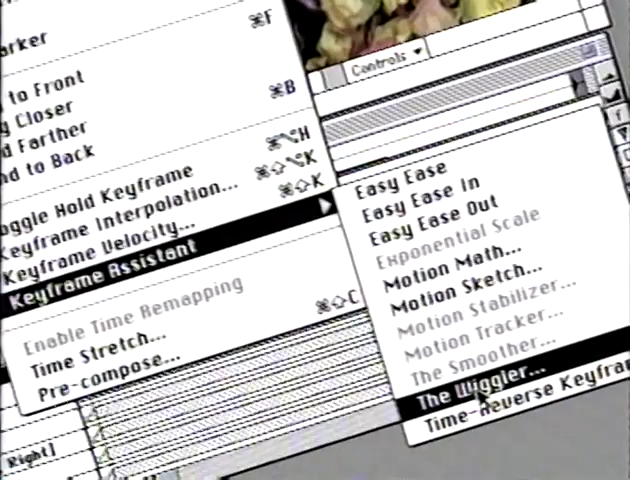 arker ⌘F
to Front
g Closer ⌘B
d Farther
nd to Back
oggle Hold Keyframe ⌘⌥H
Keyframe Interpolation... ⌘⇧⌥K
Keyframe Velocity... ⌘⇧K
Keyframe Assistant
Enable Time Remapping
Time Stretch...
Pre-compose... ⌘⇧C
Right]
Controls
Easy Ease
Easy Ease In
Easy Ease Out
Exponential Scale
Motion Math...
Motion Sketch...
Motion Stabilizer...
Motion Tracker...
The Smoother...
The Wiggler...
Time-Reverse Keyfra